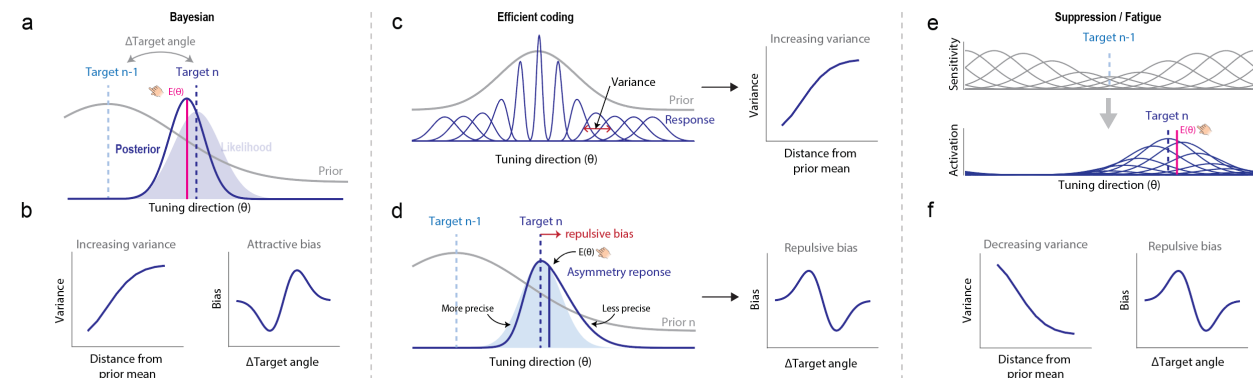 Bayesian
a
ΔTarget angle
Target n-1
Target n
E(θ)
Posterior
Likelihood
Prior
Tuning direction (θ)
b
Increasing variance
Variance
Distance from
prior mean
Attractive bias
Bias
ΔTarget angle
Efficient coding
c
Variance
Prior
Response
Tuning direction (θ)
Increasing variance
Variance
Distance from
prior mean
d
Target n-1
Target n
repulsive bias
E(θ)
Asymmetry reponse
More precise
Less precise
Prior n
Tuning direction (θ)
Repulsive bias
Bias
ΔTarget angle
Suppression / Fatigue
e
Target n-1
Sensitivity
Target n
E(θ)
Activation
Tuning direction (θ)
f
Decreasing variance
Variance
Distance from
prior mean
Repulsive bias
Bias
ΔTarget angle